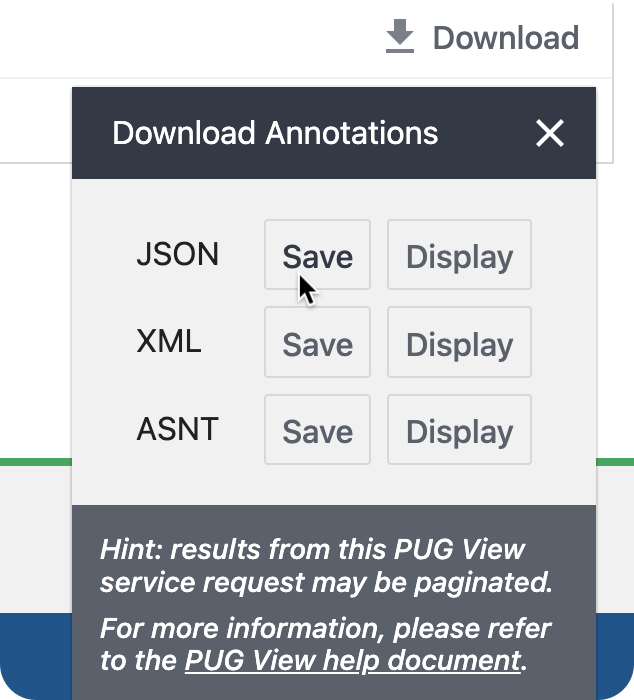 Download
Download Annotations
JSON Save Display
XML Save Display
ASNT Save Display
Hint: results from this PUG View
service request may be paginated.
For more information, please refer
to the PUG View help document.